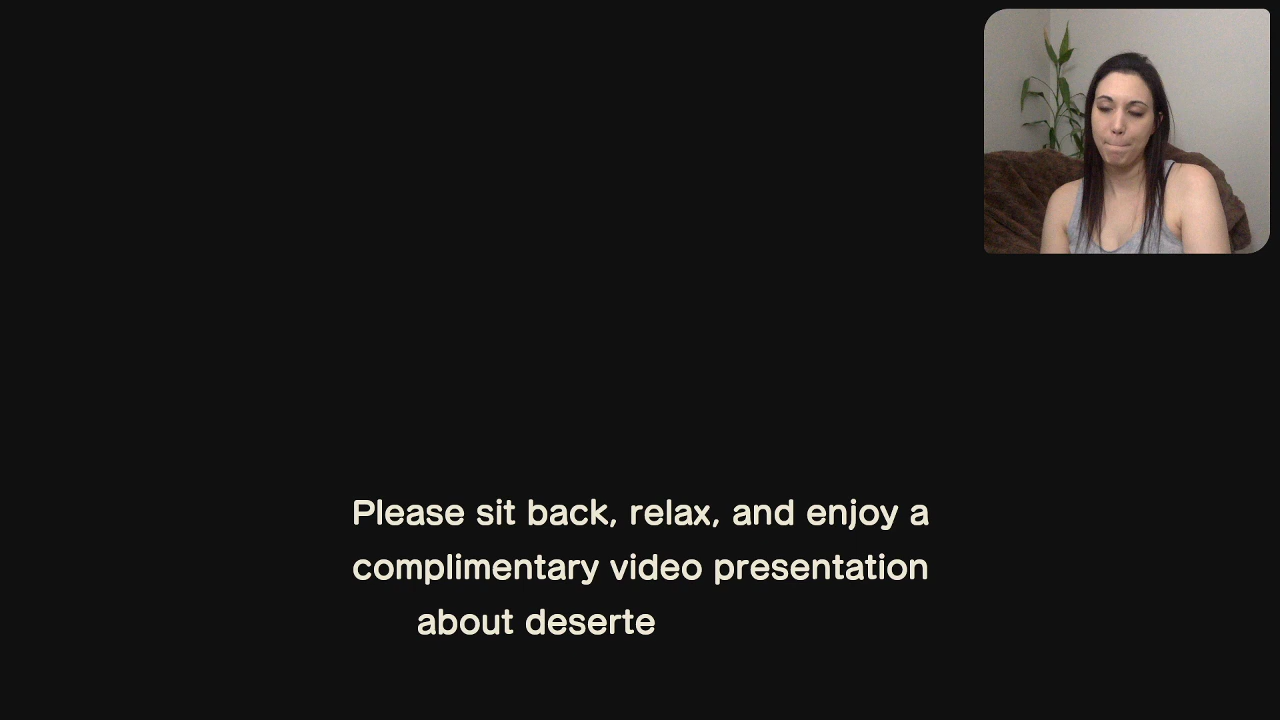 Please sit back, relax, and enjoy a
complimentary video presentation
about deserte